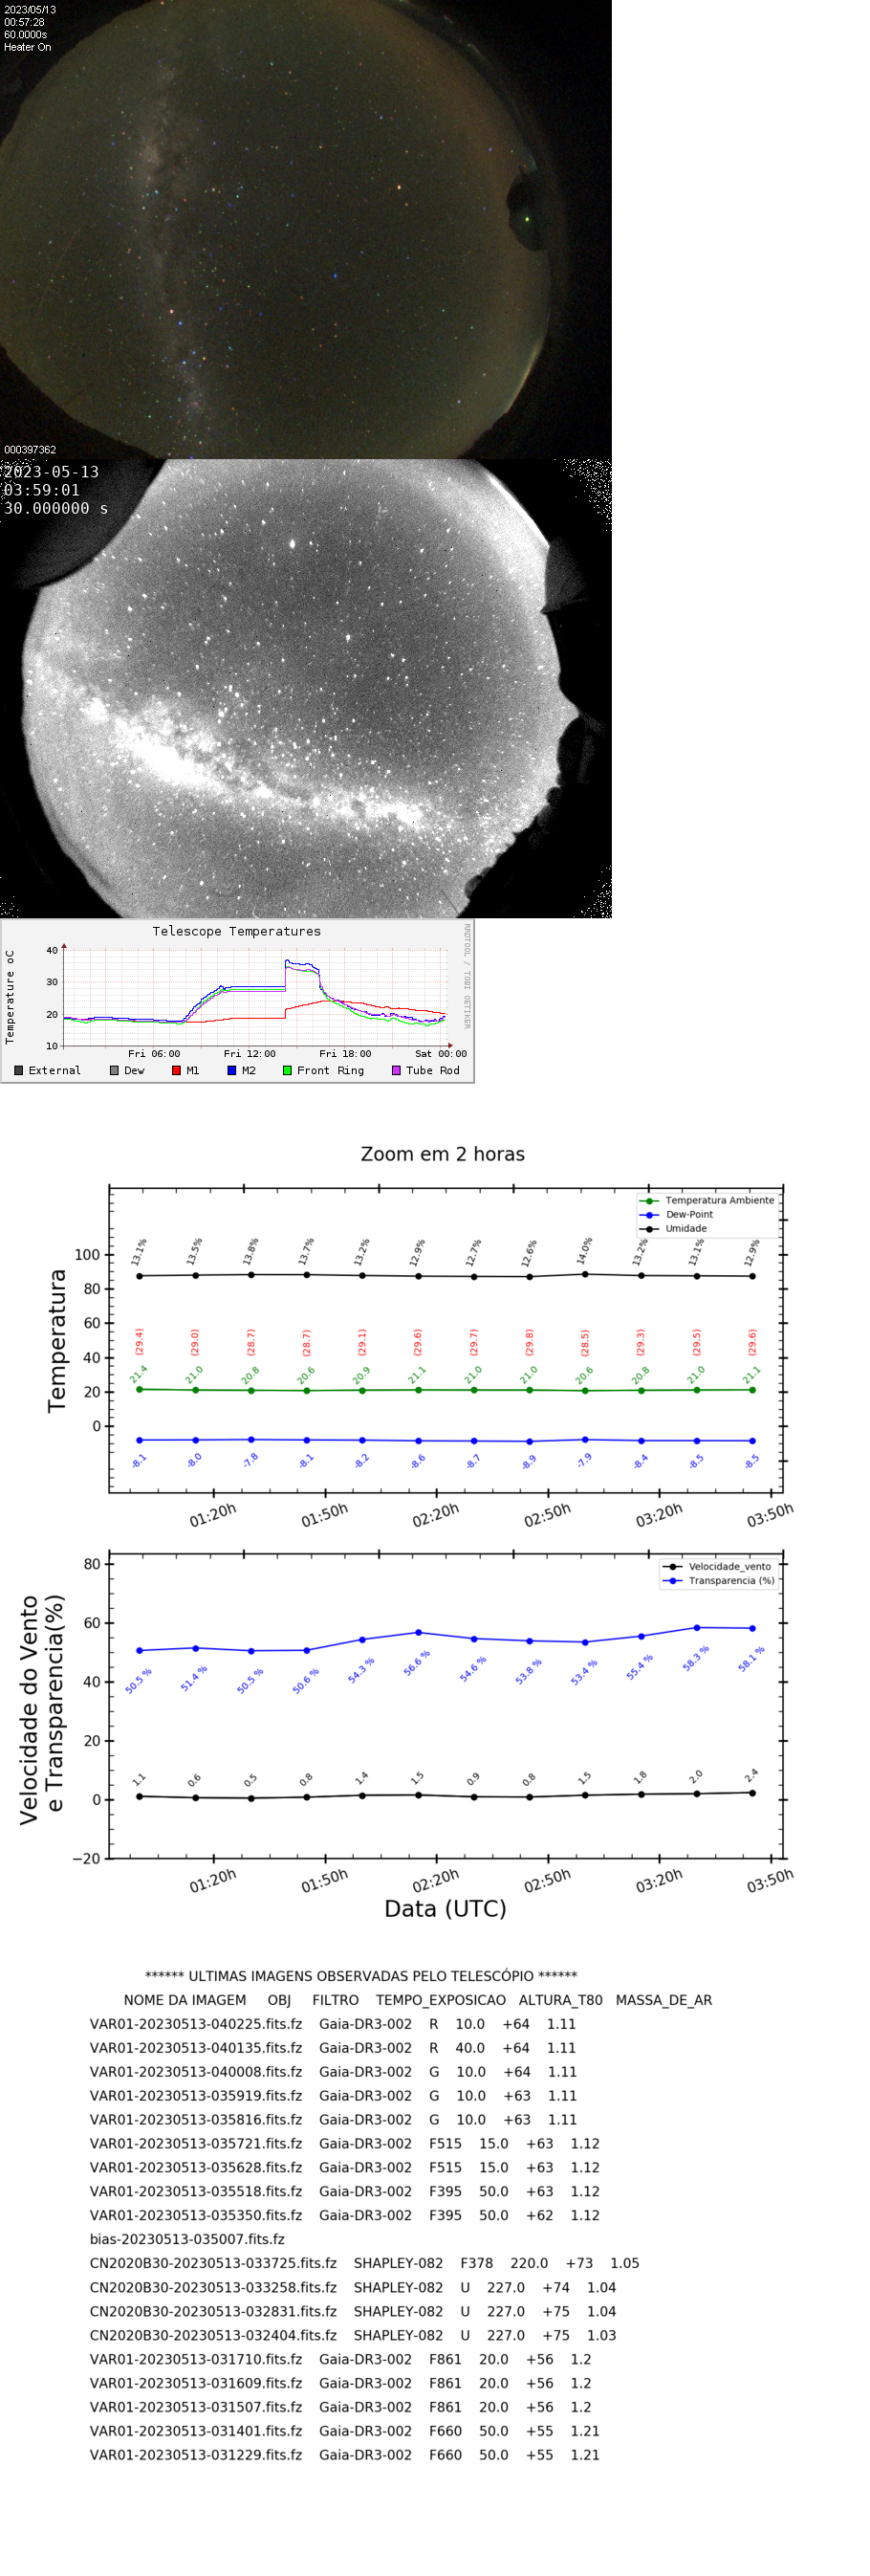 2023/05/13
00:57:28
60.0000s
Heater On
000397362
2023-05-13
03:59:01
30.000000 s
Telescope Temperatures
RRDTOOL / TOBI OETIKER
Temperature oC
40
30
20
10
Fri 06:00 Fri 12:00 Fri 18:00 Sat 00:00
External Dew M1 M2 Front Ring Tube Rod
Zoom em 2 horas
Temperatura Ambiente
Dew-Point
Umidade
Temperatura
100
80
60
40
20
0
13.1% 13.5% 13.8% 13.7% 13.2% 12.9% 12.7% 12.6% 14.0% 13.2% 13.1% 12.9%
(29.4) (29.0) (28.7) (28.7) (29.1) (29.6) (29.7) (29.8) (28.5) (29.3) (29.5) (29.6)
21.4 21.0 20.8 20.6 20.9 21.1 21.0 21.0 20.6 20.8 21.0 21.1
-8.1 -8.0 -7.8 -8.1 -8.2 -8.6 -8.7 -8.9 -7.9 -8.4 -8.5 -8.5
01:20h 01:50h 02:20h 02:50h 03:20h 03:50h
Velocidade_vento
Transparencia (%)
Velocidade do Vento
e Transparencia(%)
80
60
40
20
0
−20
50.5 % 51.4 % 50.5 % 50.6 % 54.3 % 56.6 % 54.6 % 53.8 % 53.4 % 55.4 % 58.3 % 58.1 %
1.1 0.6 0.5 0.8 1.4 1.5 0.9 0.8 1.5 1.8 2.0 2.4
01:20h 01:50h 02:20h 02:50h 03:20h 03:50h
Data (UTC)
****** ULTIMAS IMAGENS OBSERVADAS PELO TELESCÓPIO ******
NOME DA IMAGEM OBJ FILTRO TEMPO_EXPOSICAO ALTURA_T80 MASSA_DE_AR
VAR01-20230513-040225.fits.fz Gaia-DR3-002 R 10.0 +64 1.11
VAR01-20230513-040135.fits.fz Gaia-DR3-002 R 40.0 +64 1.11
VAR01-20230513-040008.fits.fz Gaia-DR3-002 G 10.0 +64 1.11
VAR01-20230513-035919.fits.fz Gaia-DR3-002 G 10.0 +63 1.11
VAR01-20230513-035816.fits.fz Gaia-DR3-002 G 10.0 +63 1.11
VAR01-20230513-035721.fits.fz Gaia-DR3-002 F515 15.0 +63 1.12
VAR01-20230513-035628.fits.fz Gaia-DR3-002 F515 15.0 +63 1.12
VAR01-20230513-035518.fits.fz Gaia-DR3-002 F395 50.0 +63 1.12
VAR01-20230513-035350.fits.fz Gaia-DR3-002 F395 50.0 +62 1.12
bias-20230513-035007.fits.fz
CN2020B30-20230513-033725.fits.fz SHAPLEY-082 F378 220.0 +73 1.05
CN2020B30-20230513-033258.fits.fz SHAPLEY-082 U 227.0 +74 1.04
CN2020B30-20230513-032831.fits.fz SHAPLEY-082 U 227.0 +75 1.04
CN2020B30-20230513-032404.fits.fz SHAPLEY-082 U 227.0 +75 1.03
VAR01-20230513-031710.fits.fz Gaia-DR3-002 F861 20.0 +56 1.2
VAR01-20230513-031609.fits.fz Gaia-DR3-002 F861 20.0 +56 1.2
VAR01-20230513-031507.fits.fz Gaia-DR3-002 F861 20.0 +56 1.2
VAR01-20230513-031401.fits.fz Gaia-DR3-002 F660 50.0 +55 1.21
VAR01-20230513-031229.fits.fz Gaia-DR3-002 F660 50.0 +55 1.21